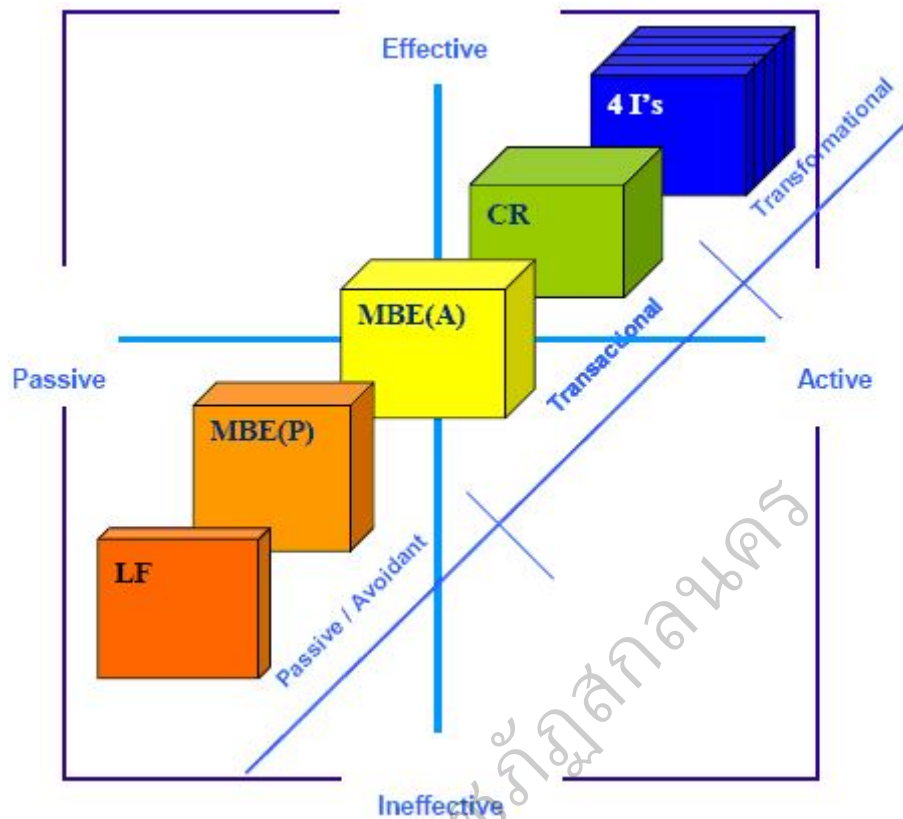 Effective
4 I's
Transformational
CR
MBE(A)
Transactional
Passive
Active
MBE(P)
LF
Passive / Avoidant
Ineffective